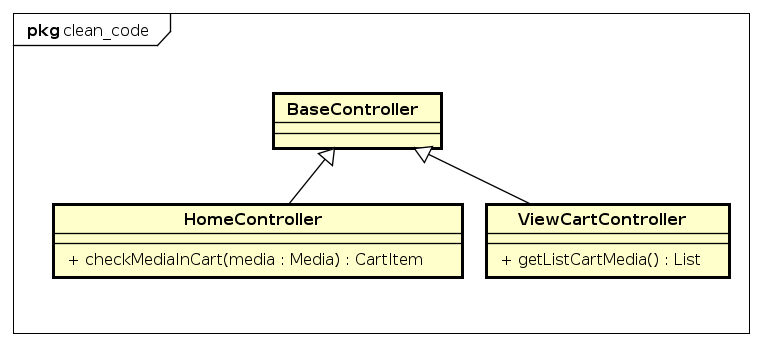 pkg clean_code
BaseController
HomeController
+ checkMediaInCart(media : Media) : CartItem
ViewCartController
+ getListCartMedia() : List